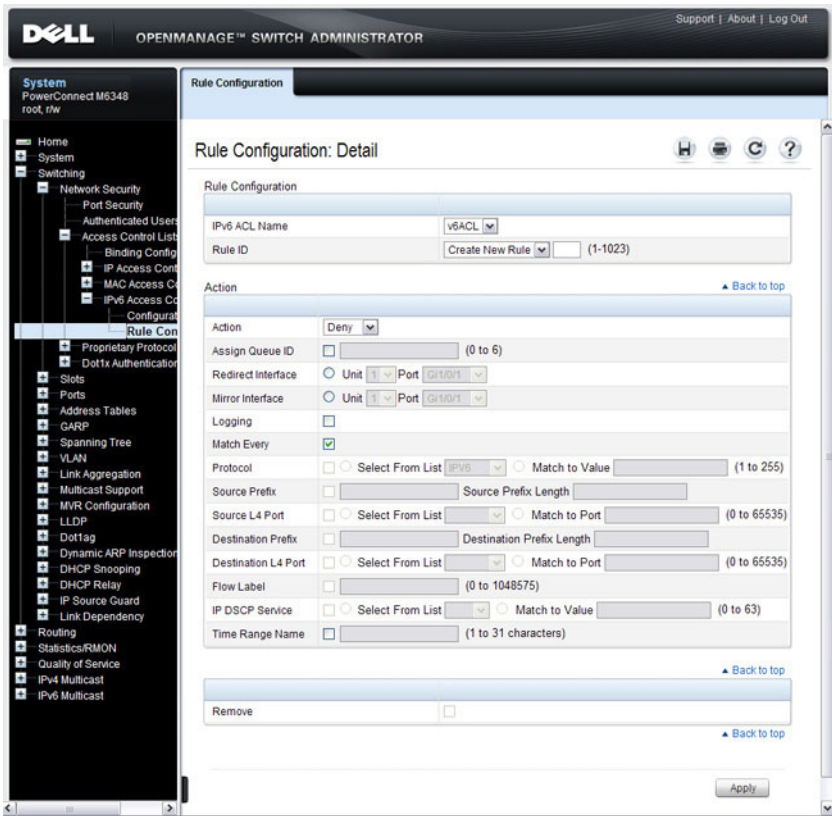 Support | About | Log Out
DELL OPENMANAGE™ SWITCH ADMINISTRATOR
System
PowerConnect M6348
root, r/w
Rule Configuration
Home
System
Switching
Network Security
Port Security
Authenticated Users
Access Control List
Binding Config
IP Access Cont
MAC Access Co
IPv6 Access Co
Configurat
Rule Con
Proprietary Protocol
Dot1x Authentication
Slots
Ports
Address Tables
GARP
Spanning Tree
VLAN
Link Aggregation
Multicast Support
MVR Configuration
LLDP
Dot1ag
Dynamic ARP Inspection
DHCP Snooping
DHCP Relay
IP Source Guard
Link Dependency
Routing
Statistics/RMON
Quality of Service
IPv4 Multicast
IPv6 Multicast
Rule Configuration: Detail
Rule Configuration
IPv6 ACL Name v6ACL
Rule ID Create New Rule (1-1023)
Action Back to top
Action Deny
Assign Queue ID (0 to 6)
Redirect Interface Unit 1 Port Gi1/0/1
Mirror Interface Unit 1 Port Gi1/0/1
Logging
Match Every
Protocol Select From List IPV6 Match to Value (1 to 255)
Source Prefix Source Prefix Length
Source L4 Port Select From List Match to Port (0 to 65535)
Destination Prefix Destination Prefix Length
Destination L4 Port Select From List Match to Port (0 to 65535)
Flow Label (0 to 1048575)
IP DSCP Service Select From List Match to Value (0 to 63)
Time Range Name (1 to 31 characters)
Back to top
Remove
Back to top
Apply